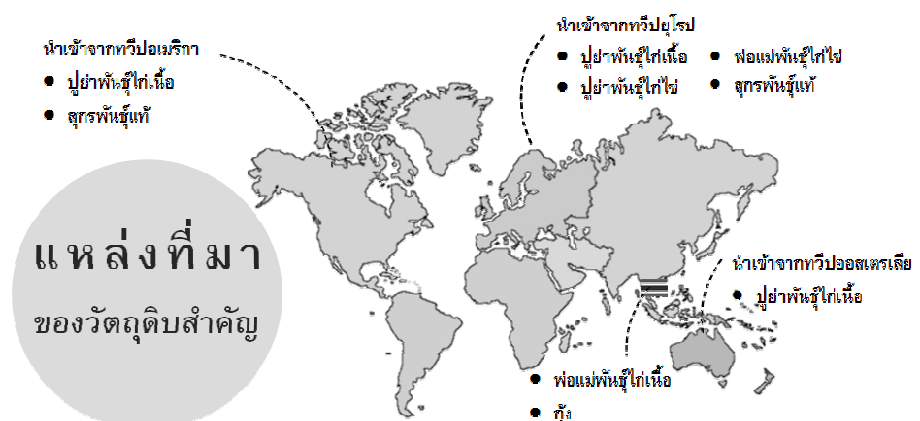 นำเข้าจากทวีปอเมริกา
● ปู่ย่าพันธุ์ไก่เนื้อ
● สุกรพันธุ์แท้
นำเข้าจากทวีปยุโรป
● ปู่ย่าพันธุ์ไก่เนื้อ ● พ่อแม่พันธุ์ไก่ไข่
● ปู่ย่าพันธุ์ไก่ไข่ ● สุกรพันธุ์แท้
แหล่งที่มา
ของวัตถุดิบสำคัญ
นำเข้าจากทวีปออสเตรเลีย
● ปู่ย่าพันธุ์ไก่เนื้อ
● พ่อแม่พันธุ์ไก่เนื้อ
● กุ้ง